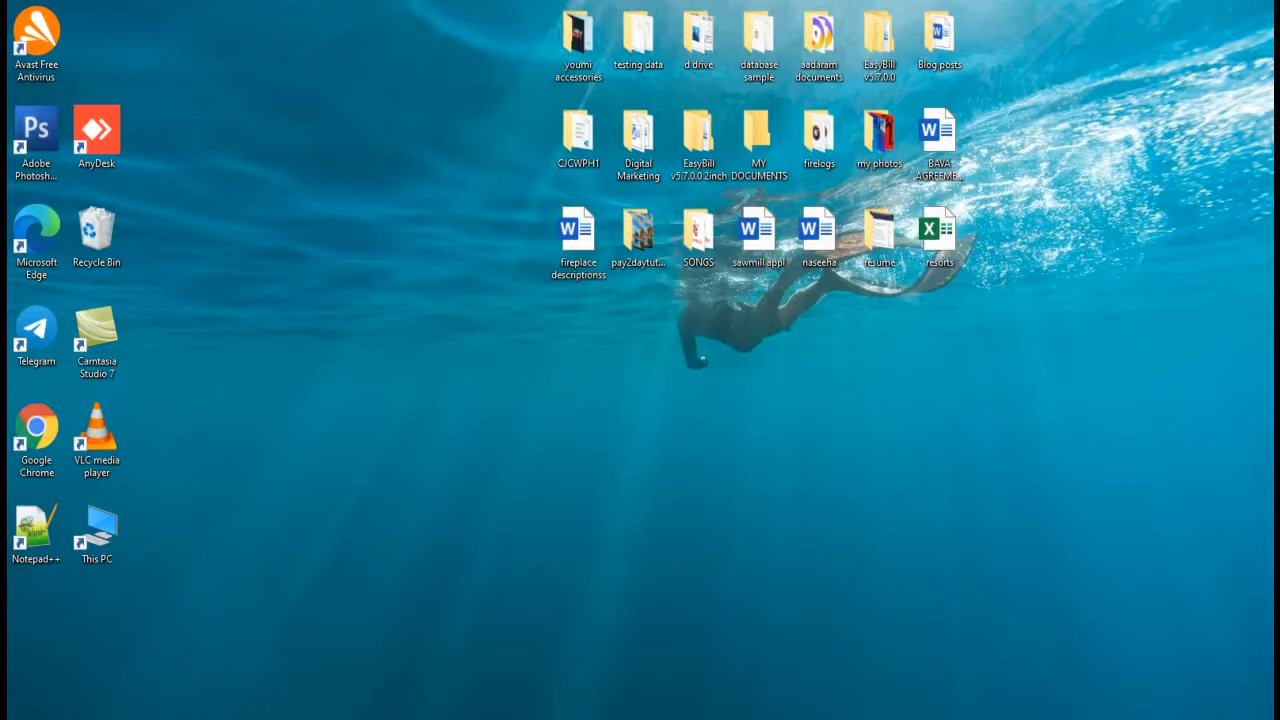 Avast Free
Antivirus
youmi
accessories
testing data
d drive
database
sample
aadaram
documents
EasyBill
v5.7.0.0
Blog posts
Ps
Adobe
Photosh...
AnyDesk
CJCWPH1
Digital
Marketing
EasyBill
v5.7.0.0 2inch
MY
DOCUMENTS
firelogs
my photos
W
BAVA
AGREEME...
Microsoft
Edge
Recycle Bin
W
fireplace
descriptionss
pay2daytut...
SONGS
W
sawmill appl
W
naseeha
resume
X
resorts
Telegram
Camtasia
Studio 7
Google
Chrome
VLC media
player
Notepad++
This PC